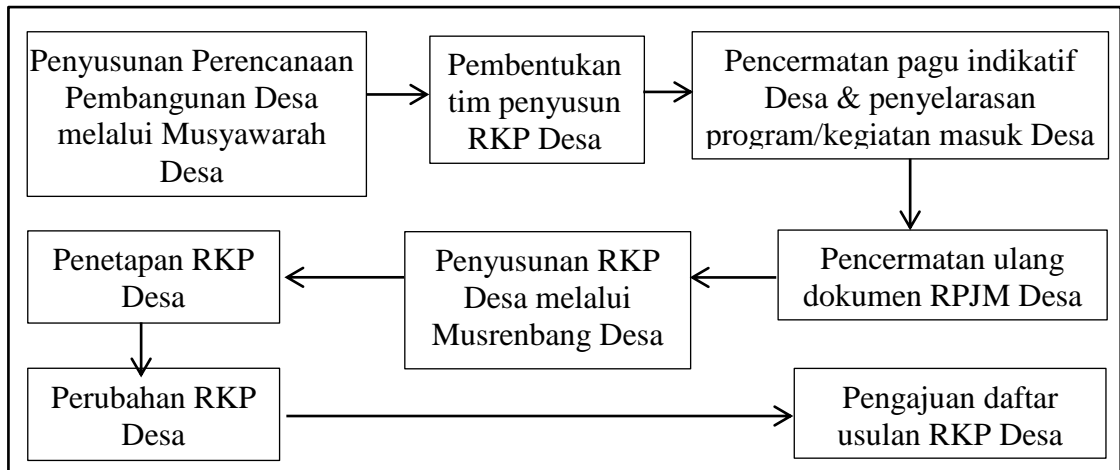 Penyusunan Perencanaan
Pembangunan Desa
melalui Musyawarah
Desa
Pembentukan
tim penyusun
RKP Desa
Pencermatan pagu indikatif
Desa & penyelarasan
program/kegiatan masuk Desa
Pencermatan ulang
dokumen RPJM Desa
Penyusunan RKP
Desa melalui
Musrenbang Desa
Penetapan RKP
Desa
Perubahan RKP
Desa
Pengajuan daftar
usulan RKP Desa